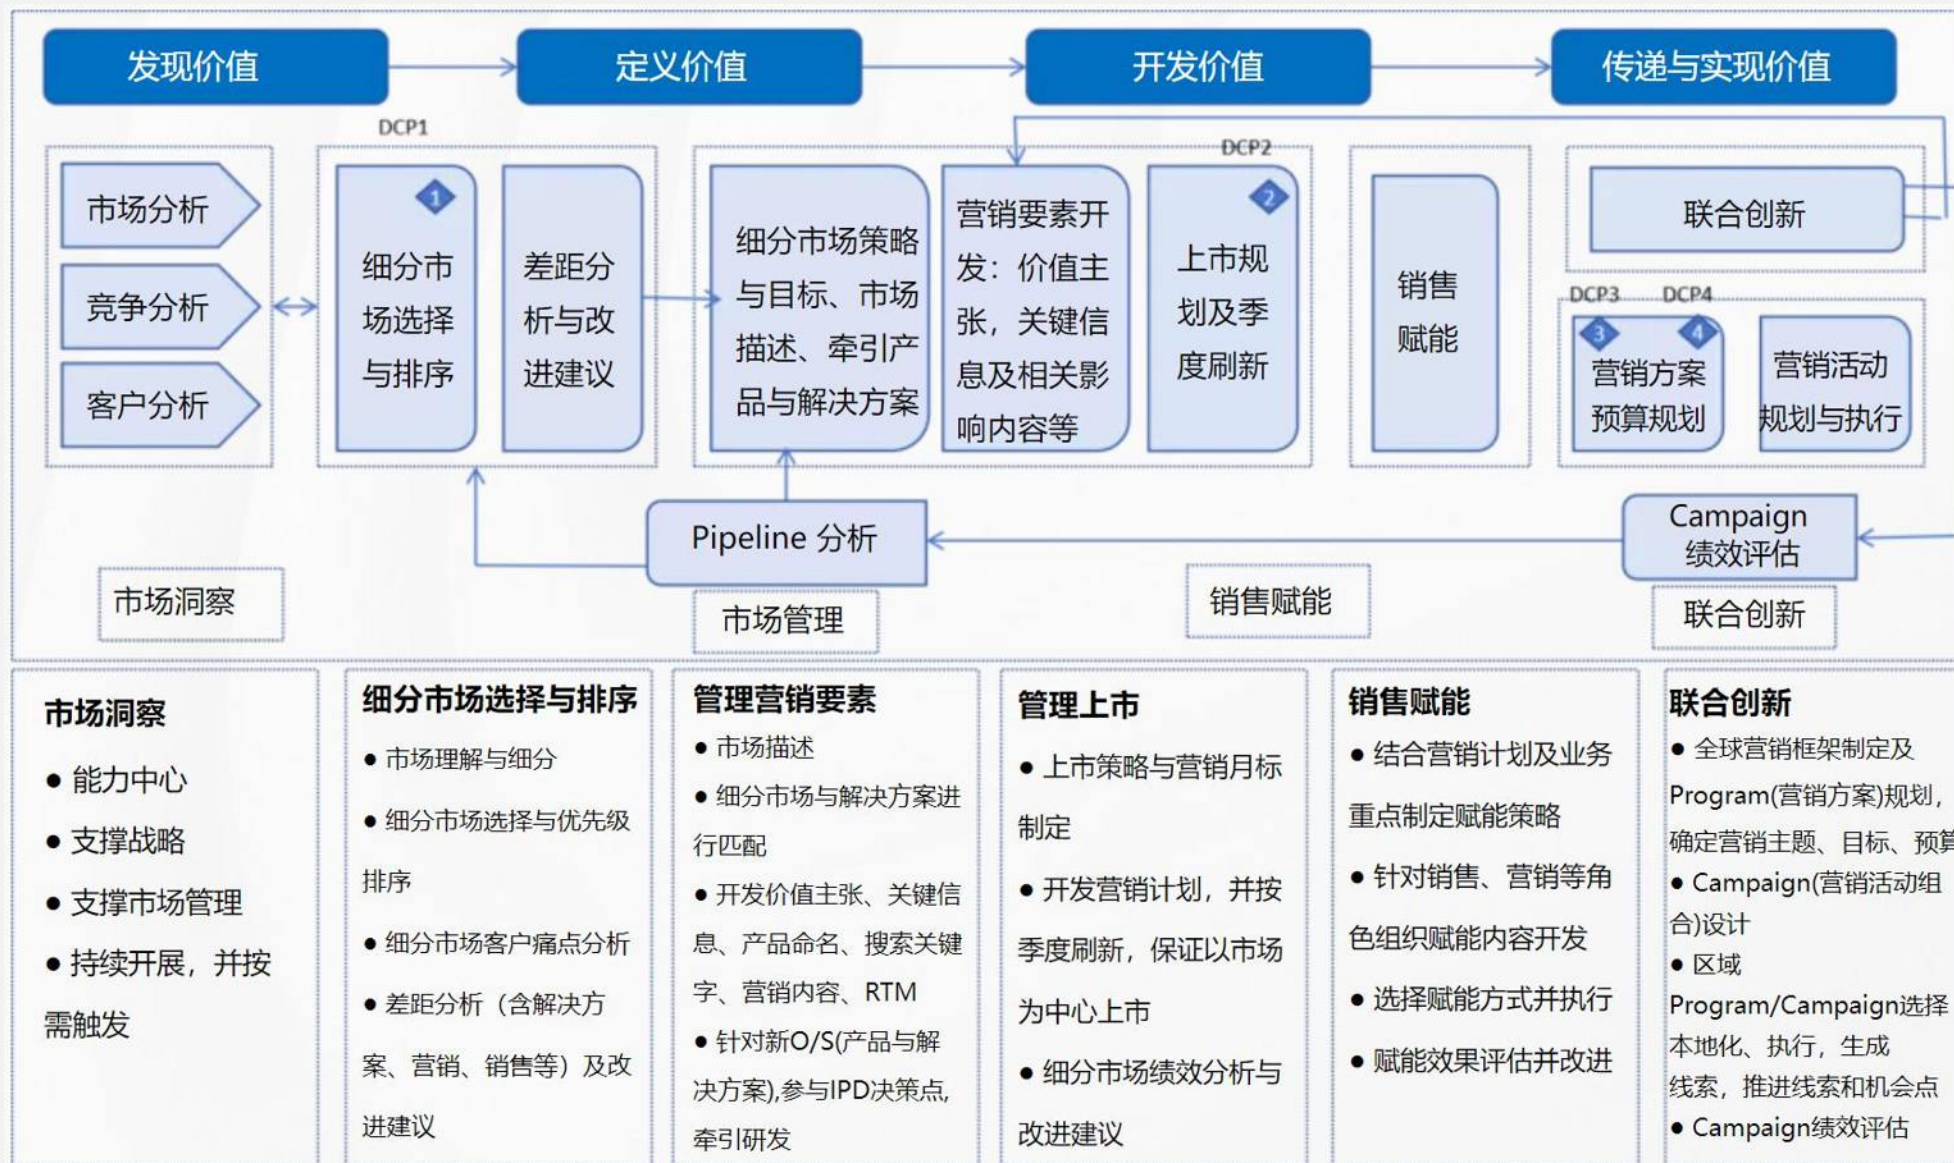 发现价值
定义价值
开发价值
传递与实现价值
DCP1
DCP2
市场分析
竞争分析
客户分析
1
细分市
场选择
与排序
差距分
析与改
进建议
细分市场策略
与目标、市场
描述、牵引产
品与解决方案
营销要素开
发：价值主
张，关键信
息及相关影
响内容等
2
上市规
划及季
度刷新
销售
赋能
联合创新
DCP3
DCP4
3
4
营销方案
预算规划
营销活动
规划与执行
Pipeline 分析
Campaign
绩效评估
市场洞察
市场管理
销售赋能
联合创新
市场洞察
● 能力中心
● 支撑战略
● 支撑市场管理
● 持续开展，并按
需触发
细分市场选择与排序
● 市场理解与细分
● 细分市场选择与优先级
排序
● 细分市场客户痛点分析
● 差距分析（含解决方
案、营销、销售等）及改
进建议
管理营销要素
● 市场描述
● 细分市场与解决方案进
行匹配
● 开发价值主张、关键信
息、产品命名、搜索关键
字、营销内容、RTM
● 针对新O/S(产品与解
决方案),参与IPD决策点,
牵引研发
管理上市
● 上市策略与营销月标
制定
● 开发营销计划，并按
季度刷新，保证以市场
为中心上市
● 细分市场绩效分析与
改进建议
销售赋能
● 结合营销计划及业务
重点制定赋能策略
● 针对销售、营销等角
色组织赋能内容开发
● 选择赋能方式并执行
● 赋能效果评估并改进
联合创新
● 全球营销框架制定及
Program(营销方案)规划，
确定营销主题、目标、预算
● Campaign(营销活动组
合)设计
● 区域
Program/Campaign选择
本地化、执行，生成
线索，推进线索和机会点
● Campaign绩效评估